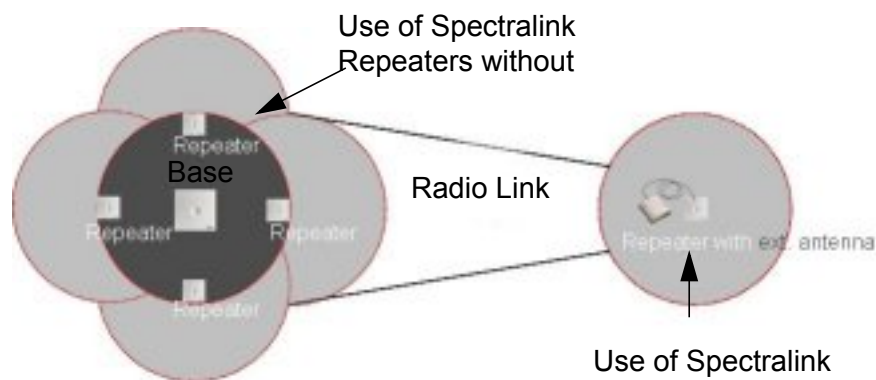 Use of Spectralink
Repeaters without
Repeater
Base
Radio Link
Repeater
Repeater
Repeater with ext. antenna
Repeater
Use of Spectralink